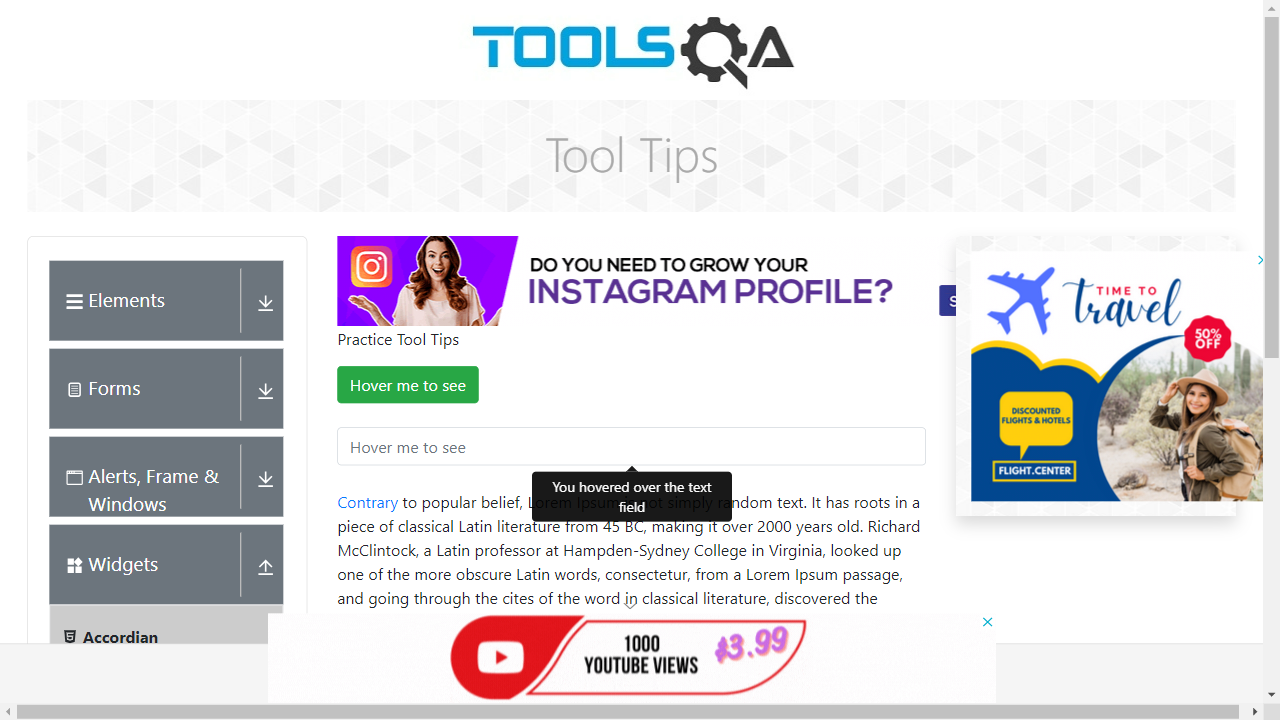 TOOLSQA
Tool Tips
Elements
Forms
Alerts, Frame &
Windows
Widgets
Accordian
DO YOU NEED TO GROW YOUR
INSTAGRAM PROFILE?
S
Practice Tool Tips
Hover me to see
Hover me to see
You hovered over the text
field
Contrary to popular belief, Lorem Ipsum is not simply random text. It has roots in a
piece of classical Latin literature from 45 BC, making it over 2000 years old. Richard
McClintock, a Latin professor at Hampden-Sydney College in Virginia, looked up
one of the more obscure Latin words, consectetur, from a Lorem Ipsum passage,
and going through the cites of the word in classical literature, discovered the
TIME TO
travel
50%
OFF
DISCOUNTED
FLIGHTS & HOTELS
FLIGHT.CENTER
1000
YOUTUBE VIEWS
$3.99